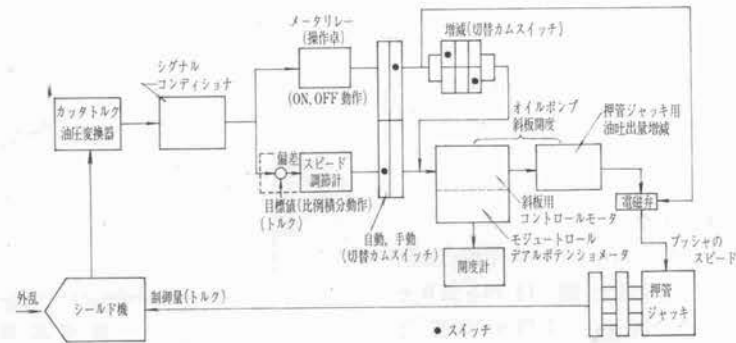 メータリレー
(操作卓)
増減(切替カムスイッチ)
シグナル
コンディショナ
カッタトルク
油圧変換器
(ON, OFF 動作)
オイルポンプ
斜板開度
押管ジャッキ用
油吐出量増減
偏差
スピード
調節計
目標値(比例積分動作)
(トルク)
斜板用
コントロールモータ
電磁弁
自動, 手動
(切替カムスイッチ)
モジュートロール
デアルポテンショメータ
プッシャの
スピード
開度計
外乱
シールド機
制御量(トルク)
押管
ジャッキ
●スイッチ